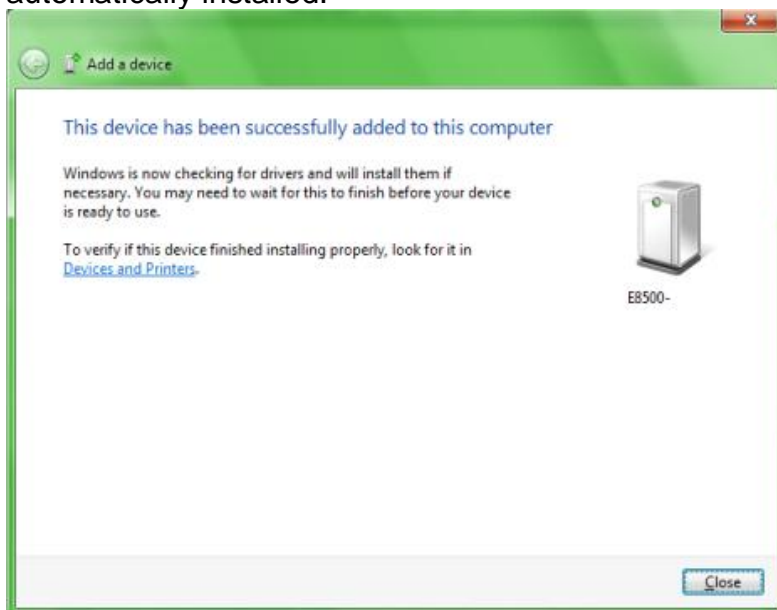 automatically installed.
Add a device
This device has been successfully added to this computer
Windows is now checking for drivers and will install them if
necessary. You may need to wait for this to finish before your device
is ready to use.
To verify if this device finished installing properly, look for it in
Devices and Printers.
E8500-
Close